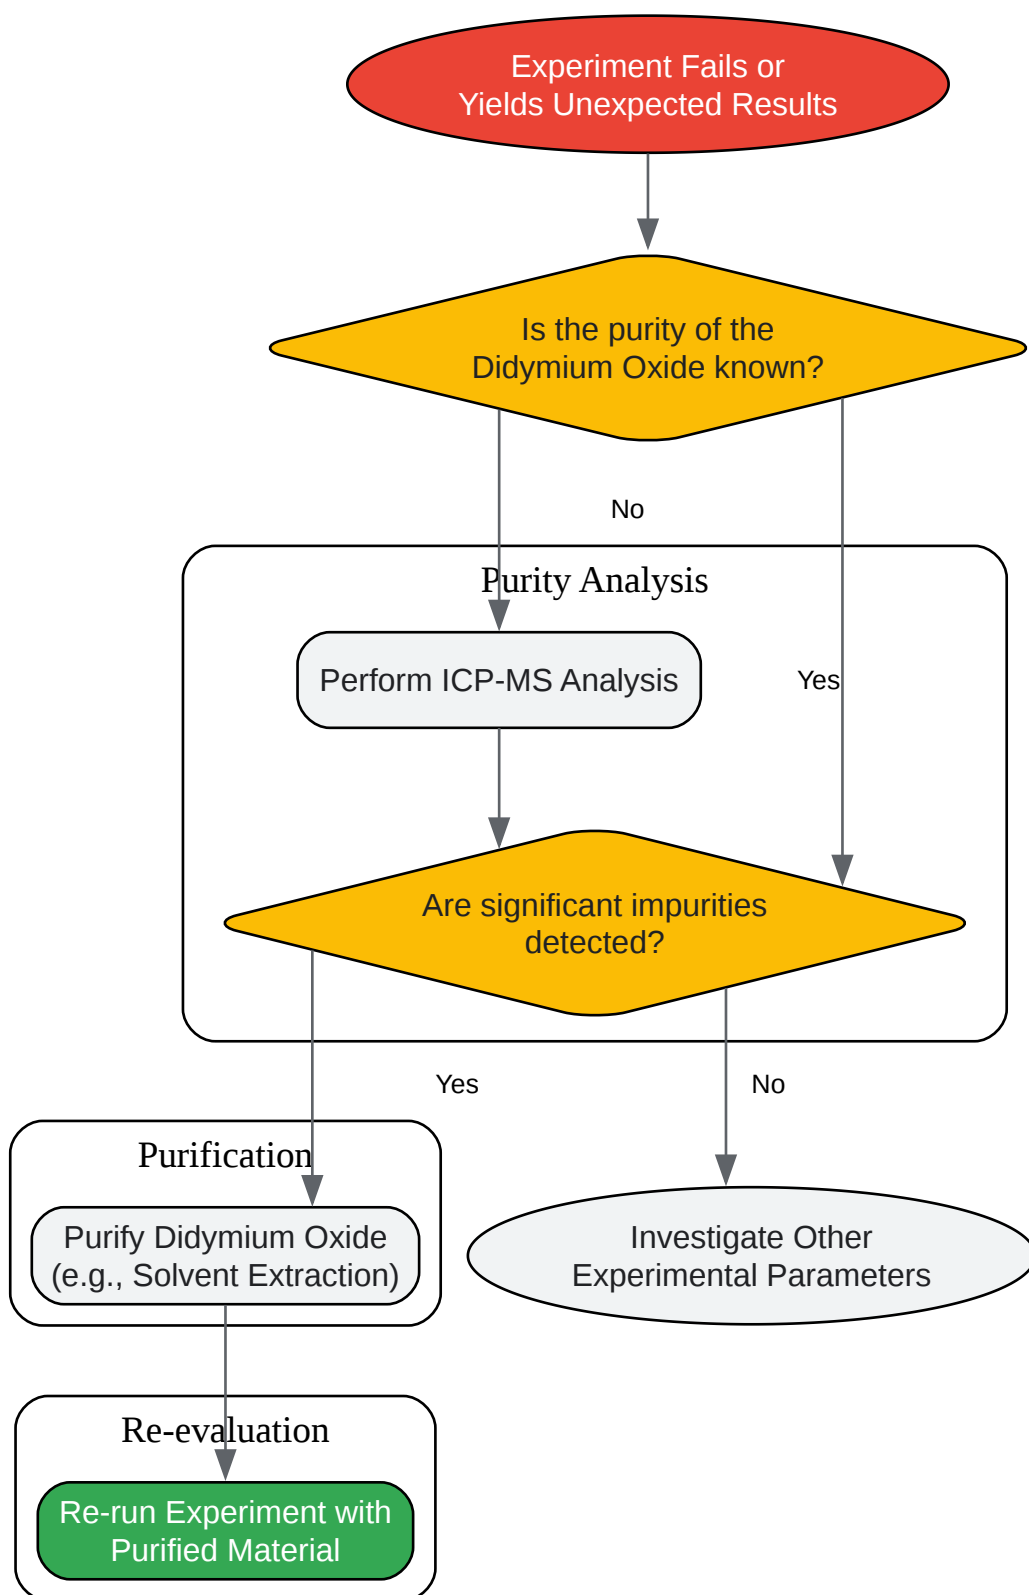 Experiment Fails or
Yields Unexpected Results
Is the purity of the
Didymium Oxide known?
No
Purity Analysis
Perform ICP-MS Analysis
Yes
Are significant impurities
detected?
Yes
No
Purification
Purify Didymium Oxide
(e.g., Solvent Extraction)
Investigate Other
Experimental Parameters
Re-evaluation
Re-run Experiment with
Purified Material